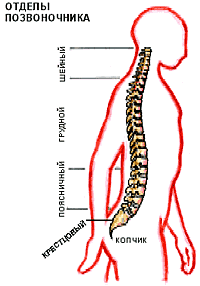 ОТДЕЛЫ
ПОЗВОНОЧНИКА
ШЕЙНЫЙ
ГРУДНОЙ
ПОЯСНИЧНЫЙ
КРЕСТЦОВЫЙ
КОПЧИК